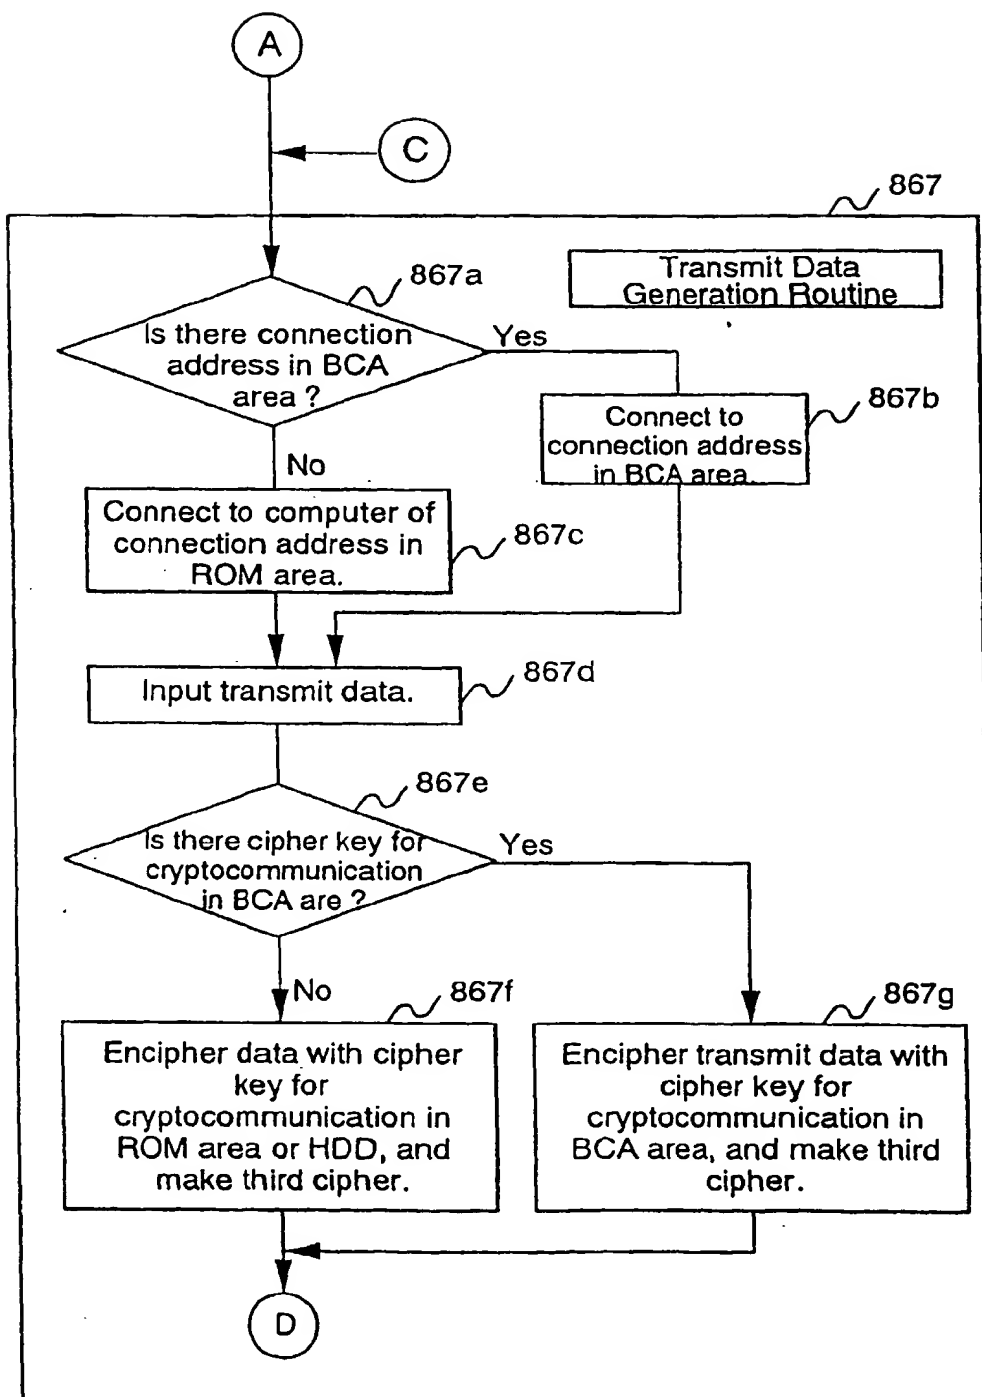 A
C
867
Transmit Data
Generation Routine
867a
Is there connection
address in BCA
area ?
Yes
867b
Connect to
connection address
in BCA area.
No
Connect to computer of
connection address in
ROM area.
867c
Input transmit data.
867d
867e
Is there cipher key for
cryptocommunication
in BCA are ?
Yes
No
867f
867g
Encipher data with cipher
key for
cryptocommunication in
ROM area or HDD, and
make third cipher.
Encipher transmit data with
cipher key for
cryptocommunication in
BCA area, and make third
cipher.
D